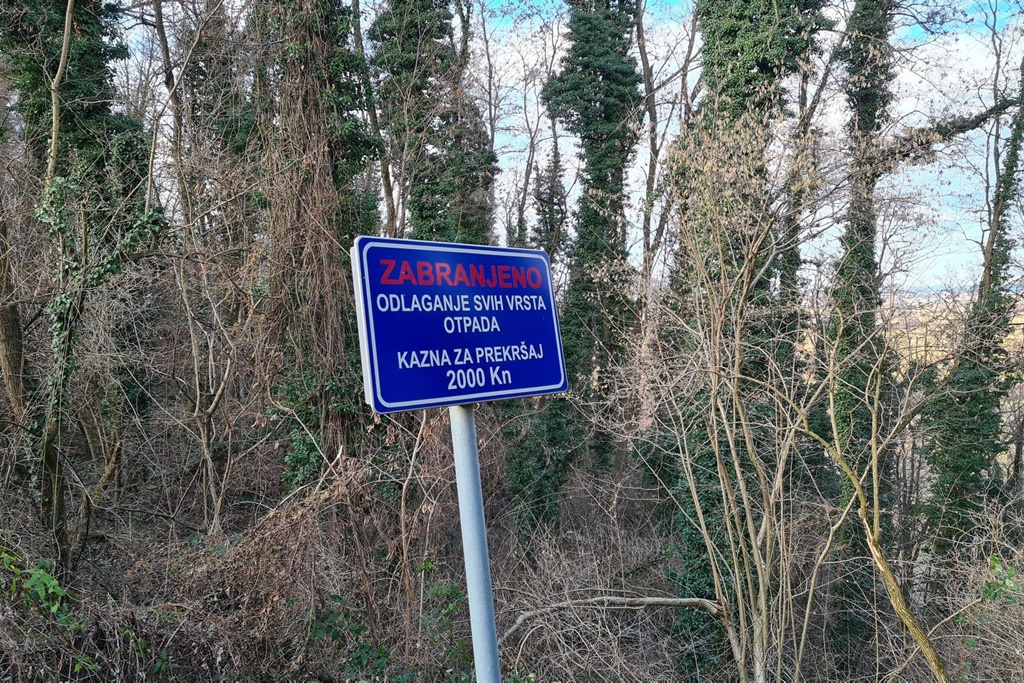 ZABRANJENO
ODLAGANJE SVIH VRSTA
OTPADA
KAZNA ZA PREKRŠAJ
2000 Kn